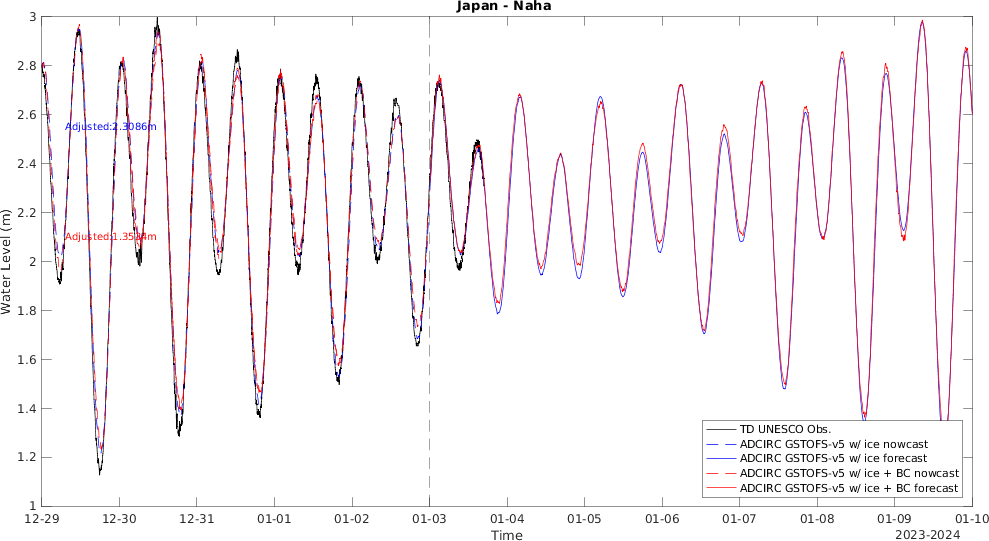 Japan - Naha
3
2.8
2.6
2.4
2.2
2
1.8
1.6
1.4
1.2
1
Water Level (m)
Adjusted:2.3086m
Adjusted:1.3534m
TD UNESCO Obs.
ADCIRC GSTOFS-v5 w/ ice nowcast
ADCIRC GSTOFS-v5 w/ ice forecast
ADCIRC GSTOFS-v5 w/ ice + BC nowcast
ADCIRC GSTOFS-v5 w/ ice + BC forecast
12-29 12-30 12-31 01-01 01-02 01-03 01-04 01-05 01-06 01-07 01-08 01-09 01-10
Time
2023-2024